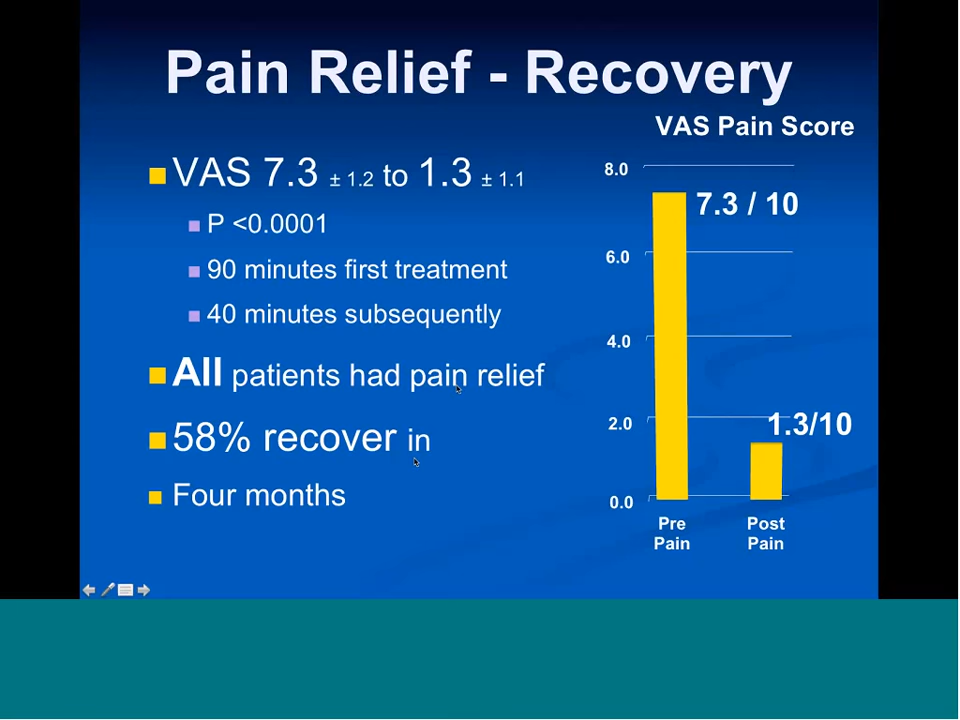 Pain Relief - Recovery
VAS 7.3 ± 1.2 to 1.3 ± 1.1
P <0.0001
90 minutes first treatment
40 minutes subsequently
All patients had pain relief
58% recover in
Four months
VAS Pain Score
8.0
7.3 / 10
6.0
4.0
2.0
1.3/10
0.0
Pre
Pain
Post
Pain